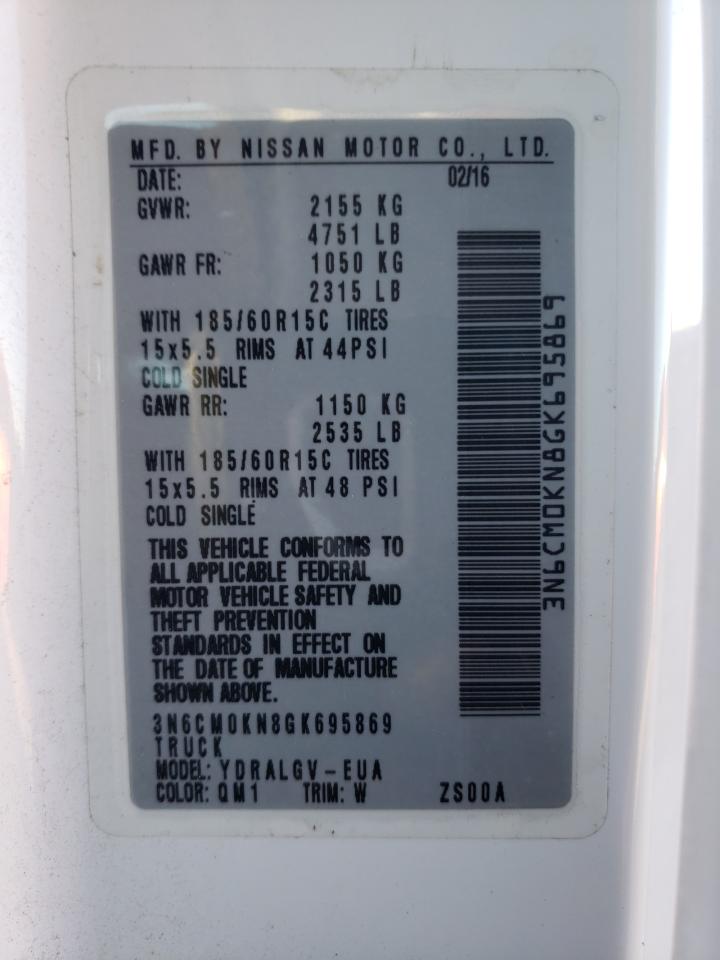 MFD. BY NISSAN MOTOR CO., LTD.
DATE: 02/16
GVWR: 2155 KG
4751 LB
GAWR FR: 1050 KG
2315 LB
WITH 185/60R15C TIRES
15x5.5 RIMS AT 44PSI
COLD SINGLE
GAWR RR: 1150 KG
2535 LB
WITH 185/60R15C TIRES
15x5.5 RIMS AT 48 PSI
COLD SINGLE
THIS VEHICLE CONFORMS TO
ALL APPLICABLE FEDERAL
MOTOR VEHICLE SAFETY AND
THEFT PREVENTION
STANDARDS IN EFFECT ON
THE DATE OF MANUFACTURE
SHOWN ABOVE.
3N6CM0KN8GK695869
TRUCK
MODEL: YDRALGV-EUA
COLOR: QM1 TRIM: W ZS00A
3N6CM0KN8GK695869